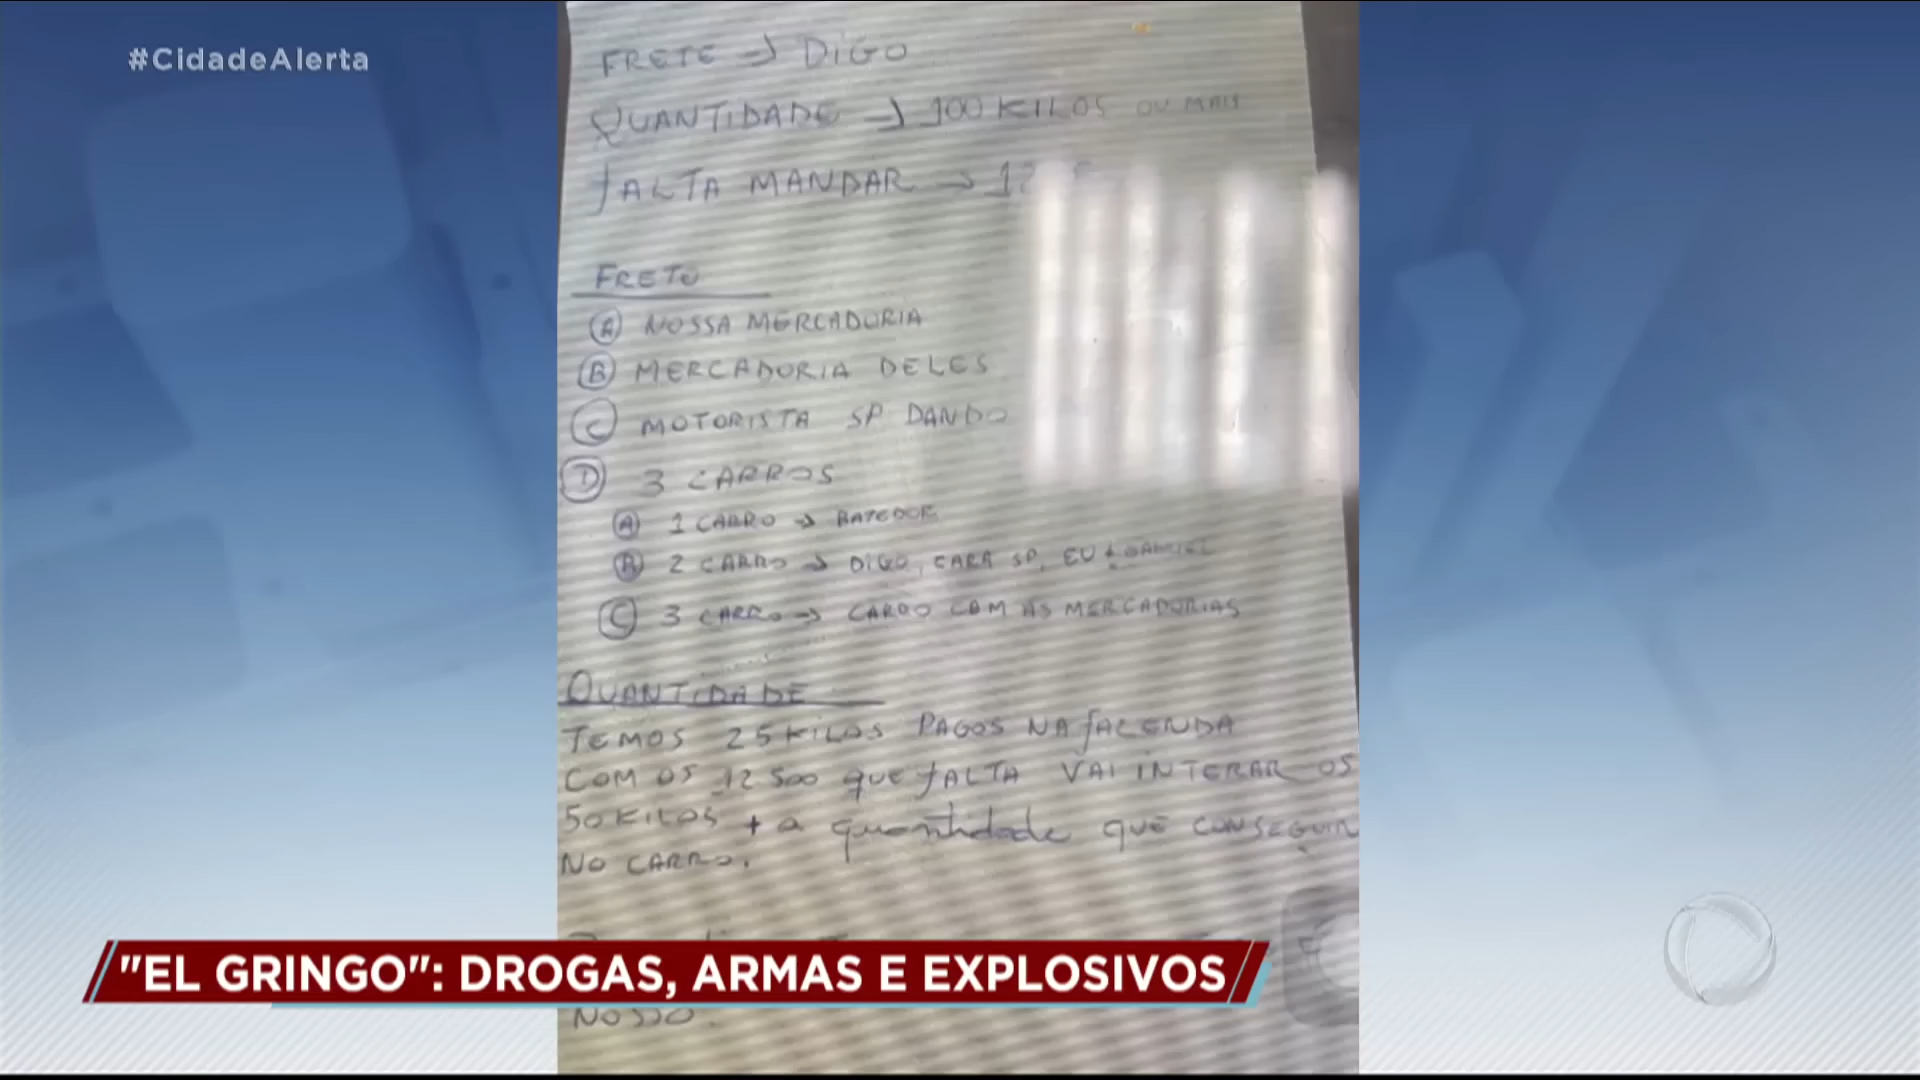 #CidadeAlerta
FRETE → DIGO
QUANTIDADE → 100 KILOS OU MAIS
FALTA MANDAR →
FRETE
A NOSSA MERCADORIA
B MERCADORIA DELES
C MOTORISTA SP DANDO
D 3 CARROS
A 1 CARRO → BATEDOR
B 2 CARRO → DIGO, CARA SP, EU +
C 3 CARRO → CARRO COM AS MERCADORIAS
QUANTIDADE
TEMOS 25 KILOS PAGOS NA FAZENDA
COM OS 12 500 QUE FALTA VAI INTERAR OS
50 KILOS + a quantidade QUE CONSEGUIR
NO CARRO.
"EL GRINGO": DROGAS, ARMAS E EXPLOSIVOS
NOSSO.